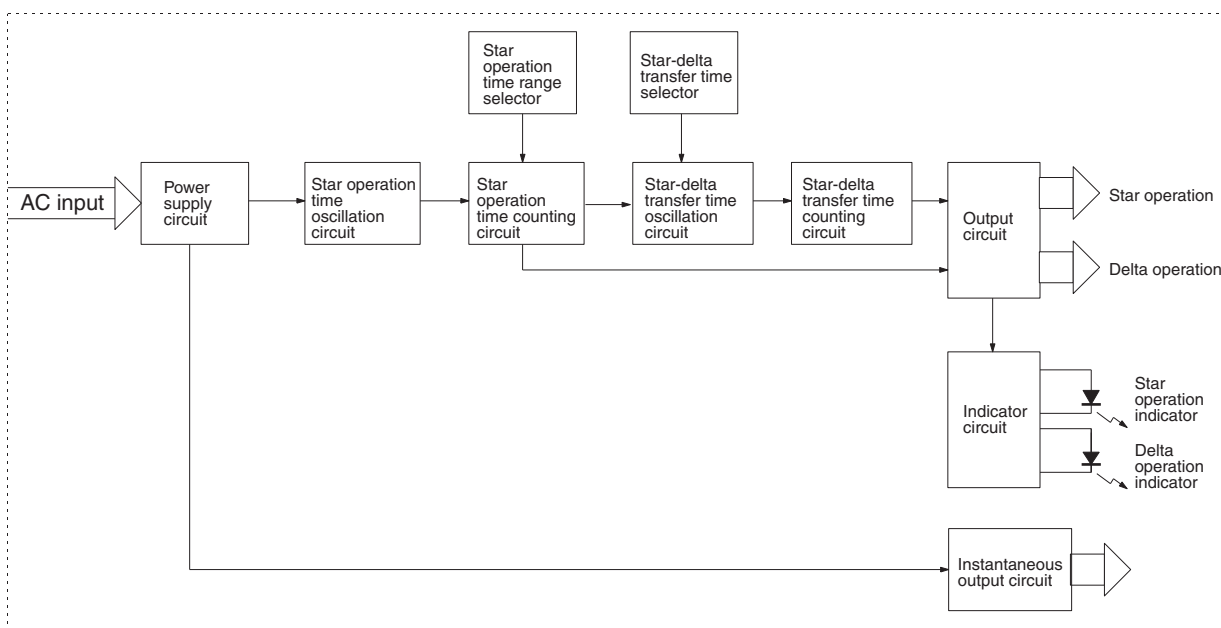 Star
operation
time range
selector
Star-delta
transfer time
selector
AC input
Power
supply
circuit
Star operation
time
oscillation
circuit
Star
operation
time counting
circuit
Star-delta
transfer time
oscillation
circuit
Star-delta
transfer time
counting
circuit
Output
circuit
Star operation
Delta operation
Indicator
circuit
Star
operation
indicator
Delta
operation
indicator
Instantaneous
output circuit